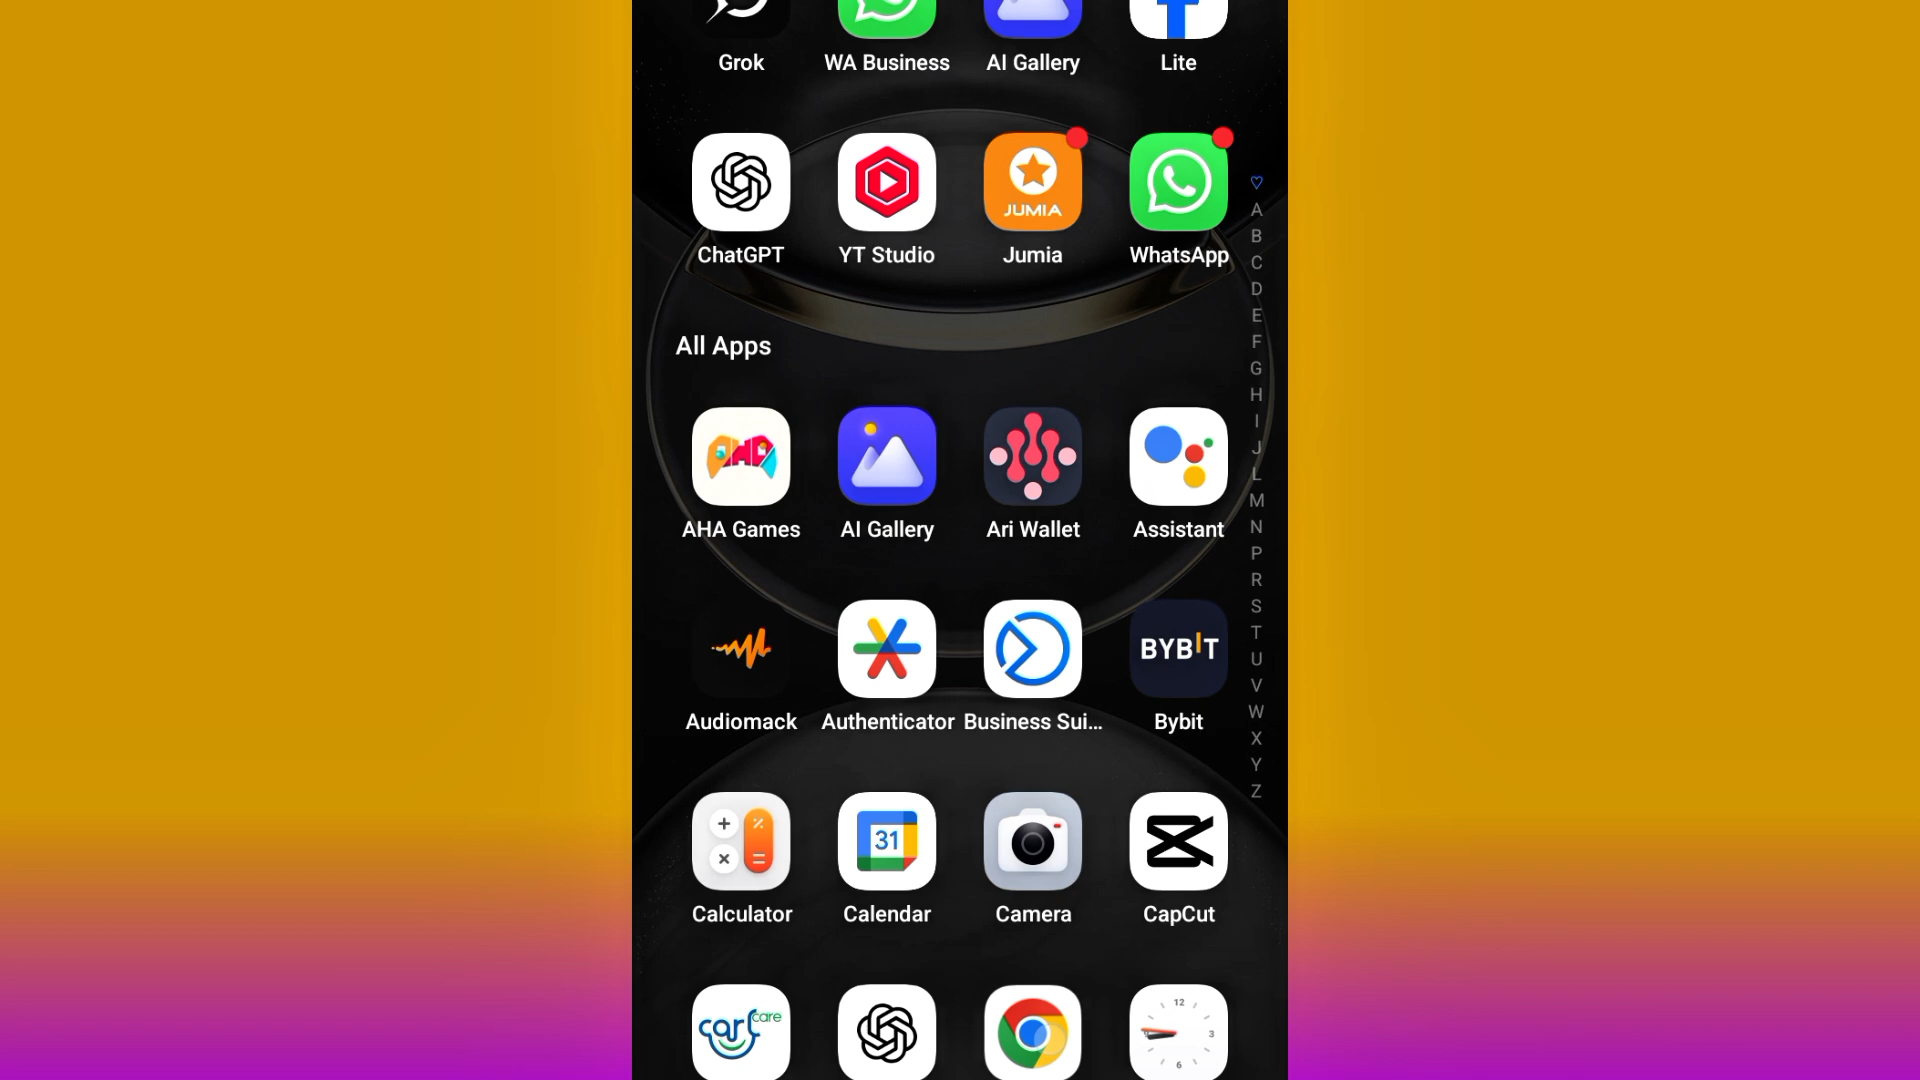 Grok WA Business AI Gallery Lite
JUMIA
ChatGPT YT Studio Jumia WhatsApp
♡
A
B
C
D
E
F
G
H
I
J
L
M
N
P
R
S
T
U
V
W
X
Y
Z
All Apps
AHA Games AI Gallery Ari Wallet Assistant
BYBIT
Audiomack Authenticator Business Sui... Bybit
+ %
× =
31
Calculator Calendar Camera CapCut
carlcare
12
3
6